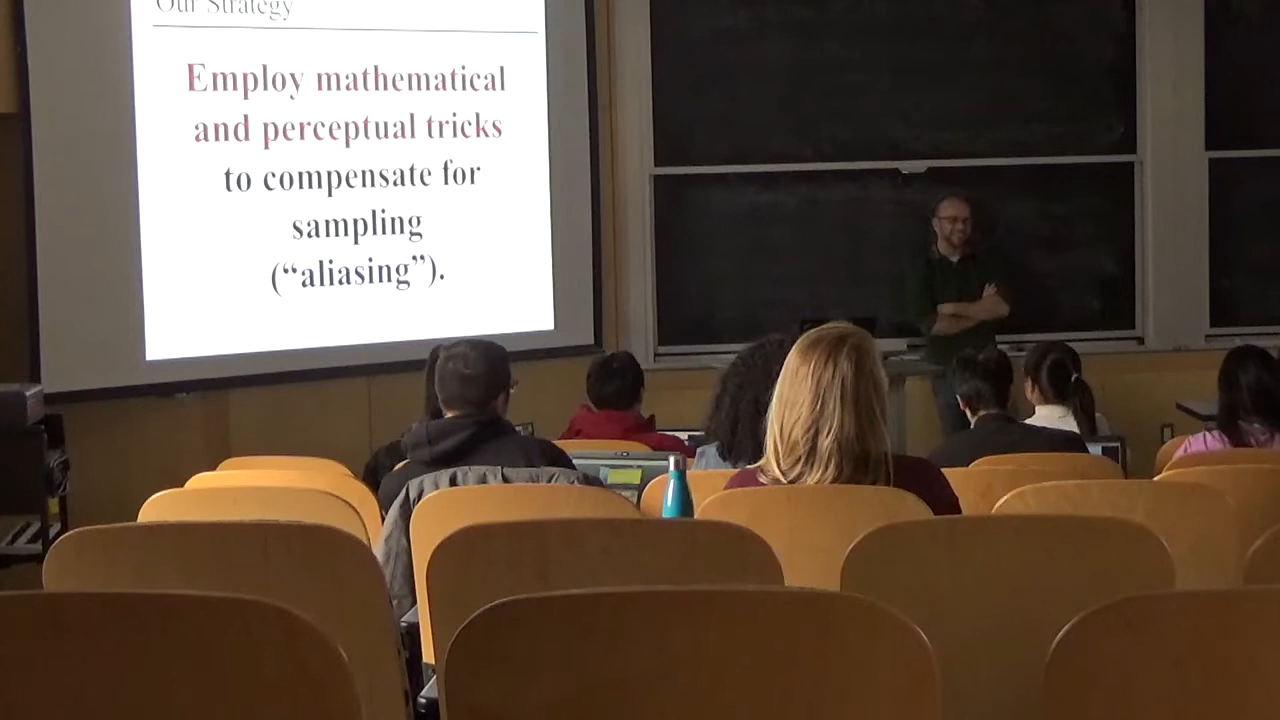 Our Strategy
Employ mathematical
and perceptual tricks
to compensate for
sampling
(“aliasing”).